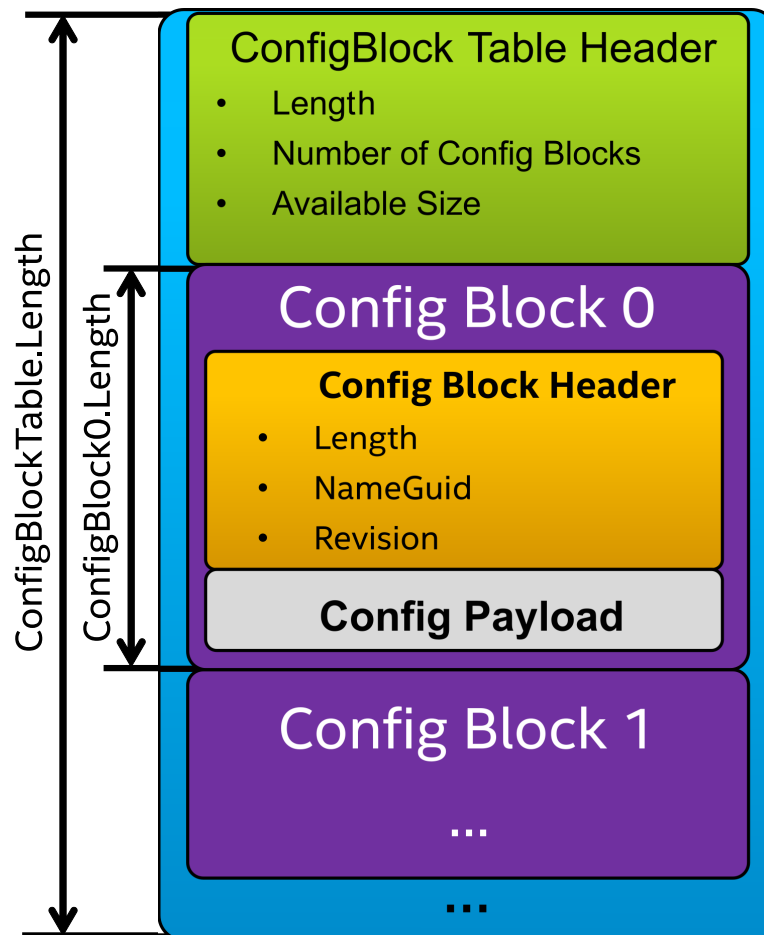 ConfigBlock Table Header
• Length
• Number of Config Blocks
• Available Size
ConfigBlockTable.Length
ConfigBlock0.Length
Config Block 0
Config Block Header
• Length
• NameGuid
• Revision
Config Payload
Config Block 1
...
...